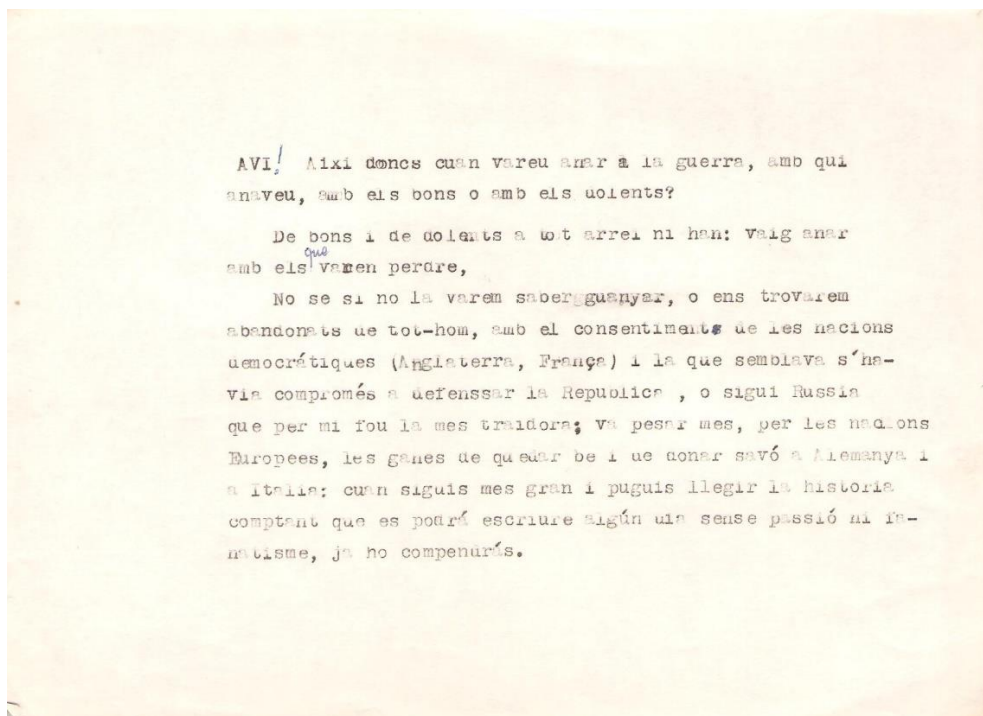 AVI! Aixi doncs cuan vareu anar a la guerra, amb qui
anaveu, amb els bons o amb els dolents?
De bons i de dolents a tot arrei ni han: vaig anar
amb els que varen perdre,
No se si no la varem saber guanyar, o ens trovarem
abandonats de tot-hom, amb el consentiment de les nacions
democrátiques (Anglaterra, França) i la que semblava s'ha-
via compromés a defenssar la Republica , o sigui Russia
que per mi fou la mes traidora; va pesar mes, per les nacions
Europees, les ganes de quedar be i de donar savó a Alemanya i
a Italia: cuan siguis mes gran i puguis llegir la historia
comptant que es podrá escriure algún dia sense passió ni fa-
natisme, ja ho compendrás.